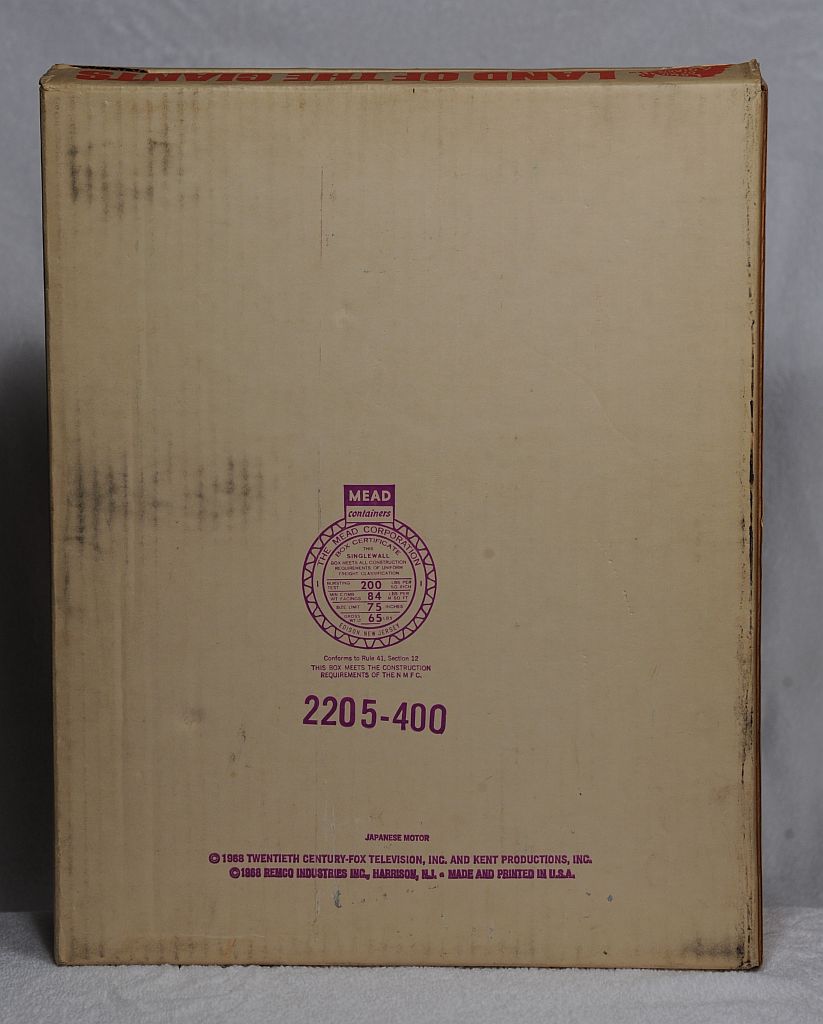 LAND OF THE GIANTS
MEAD
containers
THE MEAD CORPORATION
BOX CERTIFICATE
THIS
SINGLEWALL
BOX MEETS ALL CONSTRUCTION
REQUIREMENTS OF UNIFORM
FREIGHT CLASSIFICATION
BURSTING TEST 200 LBS PER SQ INCH
MIN COMB WT FACINGS 84 LBS PER M SQ FT
SIZE LIMIT 75 INCHES
GROSS WT LT 65 LBS
EDISON, NEW JERSEY
Conforms to Rule 41, Section 12
THIS BOX MEETS THE CONSTRUCTION
REQUIREMENTS OF THE N M F C.
2205-400
JAPANESE MOTOR
© 1968 TWENTIETH CENTURY-FOX TELEVISION, INC. AND KENT PRODUCTIONS, INC.
© 1968 REMCO INDUSTRIES INC., HARRISON, N.J. • MADE AND PRINTED IN U.S.A.